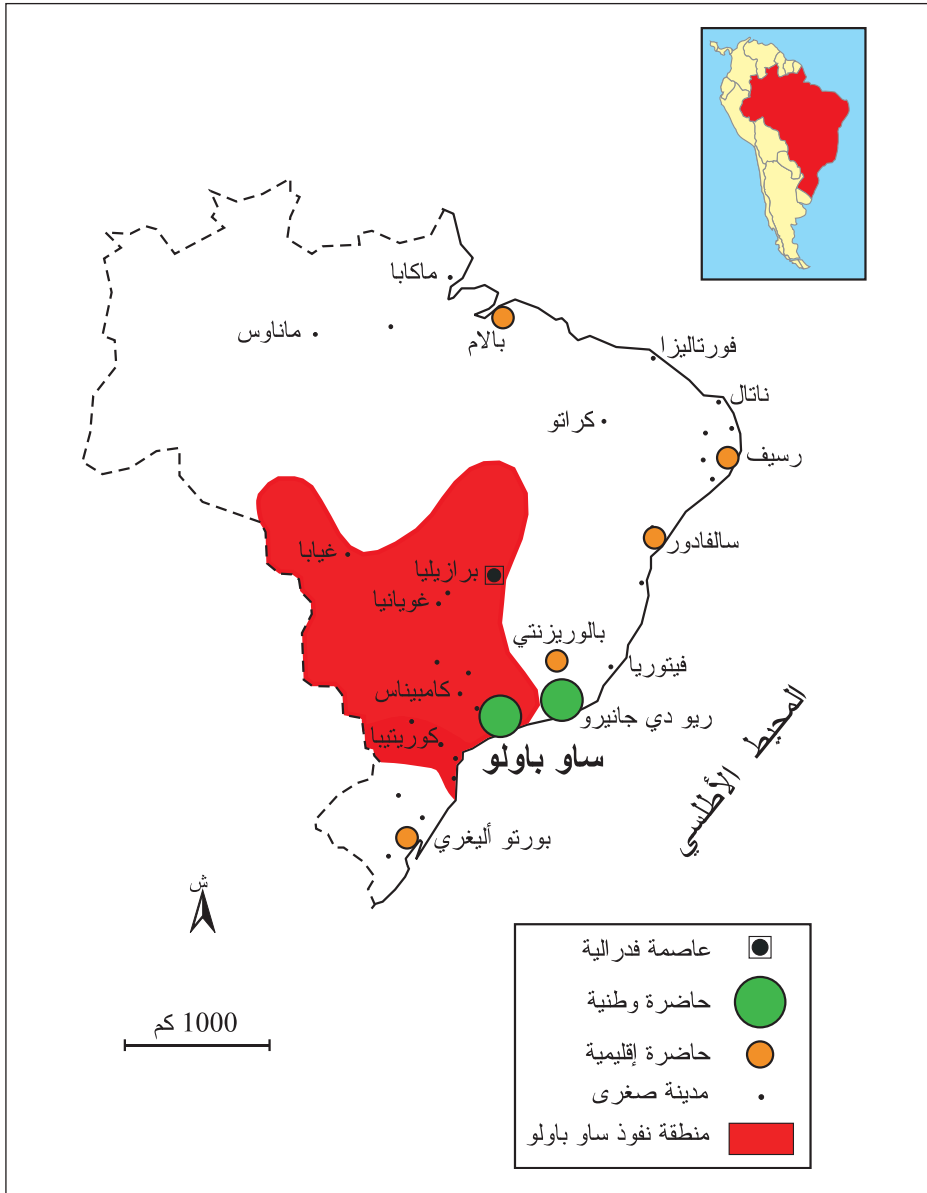 ماكابا
ماناوس
بالام
فورتاليزا
ناتال
كراتو
رسيف
سالفادور
غيابا
برازيليا
غويانيا
بالوريزنتي
فيتوريا
كامبيناس
ريو دي جانيرو
كوريتيبا
ساو باولو
المحيط الأطلسي
بورتو أليغري
ش
1000 كم
عاصمة فدرالية
حاضرة وطنية
حاضرة إقليمية
مدينة صغرى
منطقة نفوذ ساو باولو